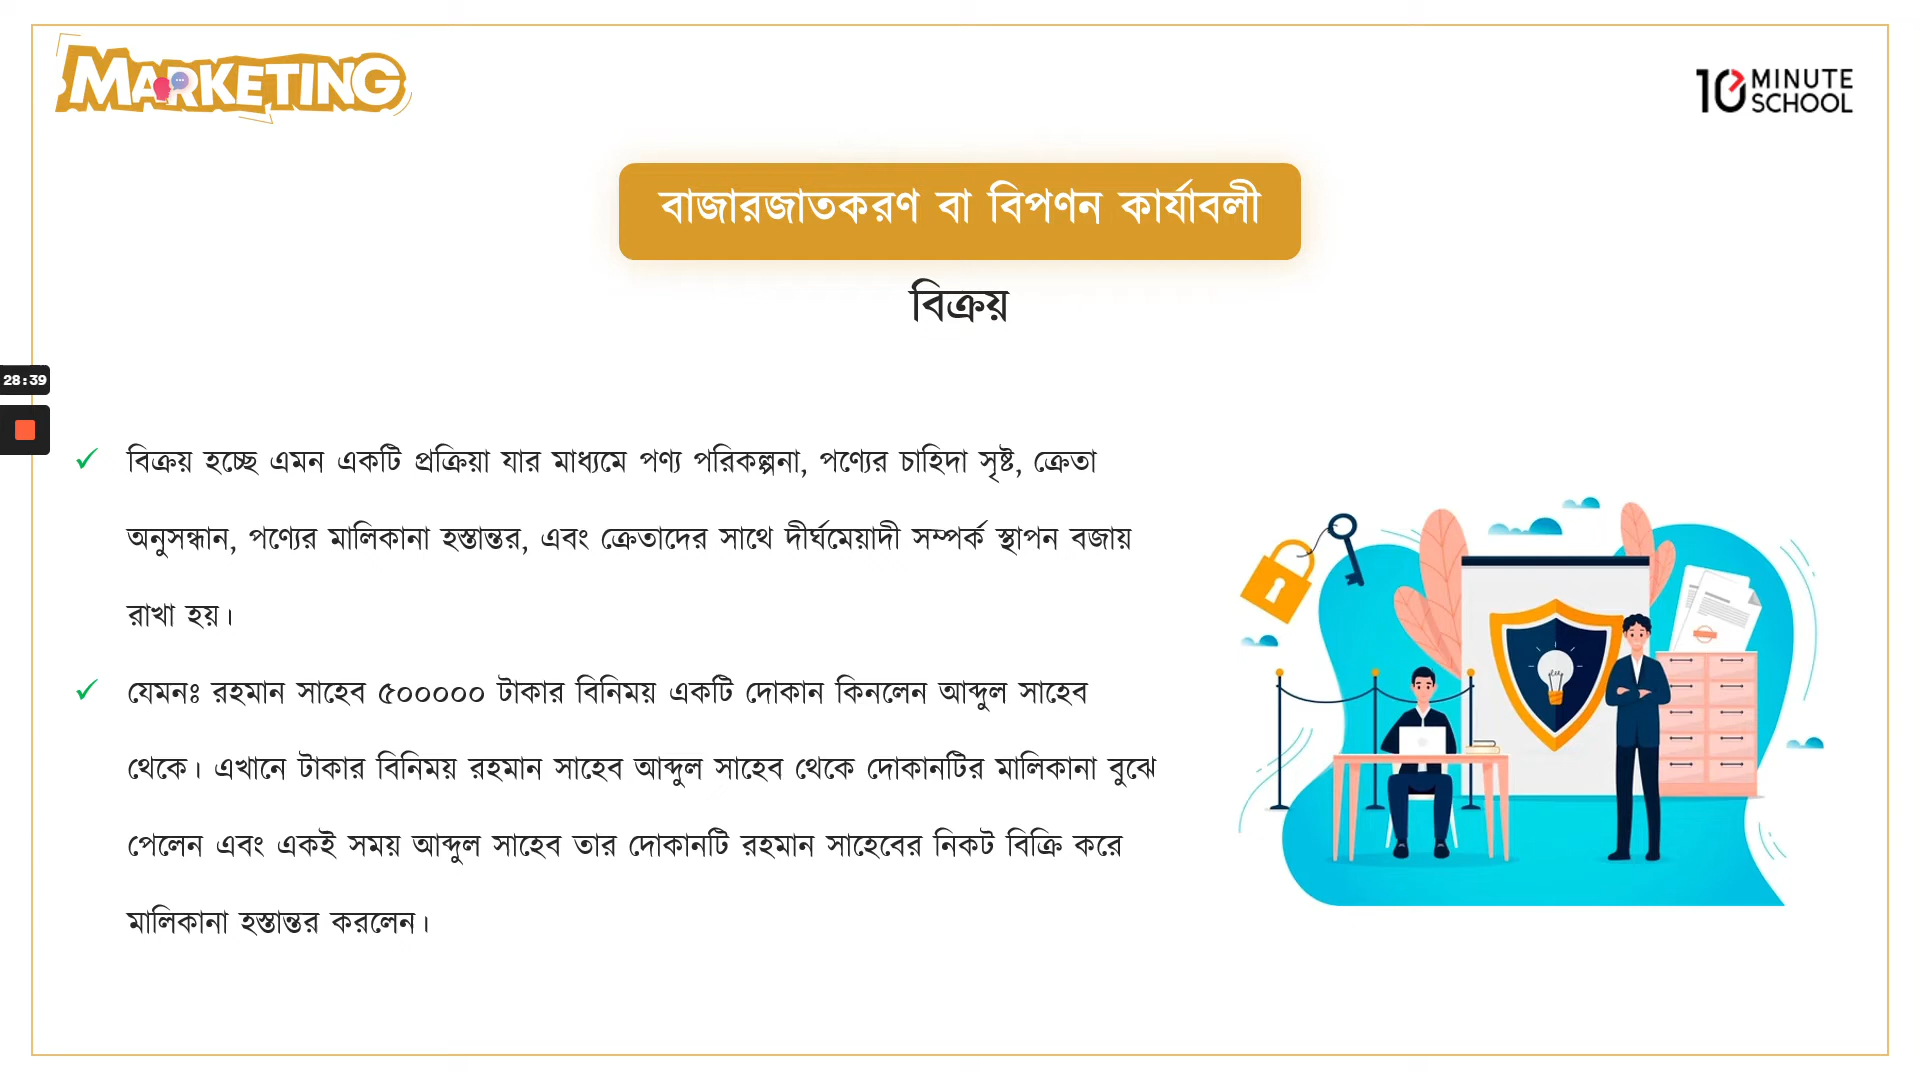 MARKETING
10 MINUTE SCHOOL
বাজারজাতকরণ বা বিপণন কার্যাবলী
বিক্রয়
28:39
বিক্রয় হচ্ছে এমন একটি প্রক্রিয়া যার মাধ্যমে পণ্য পরিকল্পনা, পণ্যের চাহিদা সৃষ্ট, ক্রেতা
অনুসন্ধান, পণ্যের মালিকানা হস্তান্তর, এবং ক্রেতাদের সাথে দীর্ঘমেয়াদী সম্পর্ক স্থাপন বজায়
রাখা হয়।
যেমনঃ রহমান সাহেব ৫০০০০০ টাকার বিনিময় একটি দোকান কিনলেন আব্দুল সাহেব
থেকে। এখানে টাকার বিনিময় রহমান সাহেব আব্দুল সাহেব থেকে দোকানটির মালিকানা বুঝে
পেলেন এবং একই সময় আব্দুল সাহেব তার দোকানটি রহমান সাহেবের নিকট বিক্রি করে
মালিকানা হস্তান্তর করলেন।